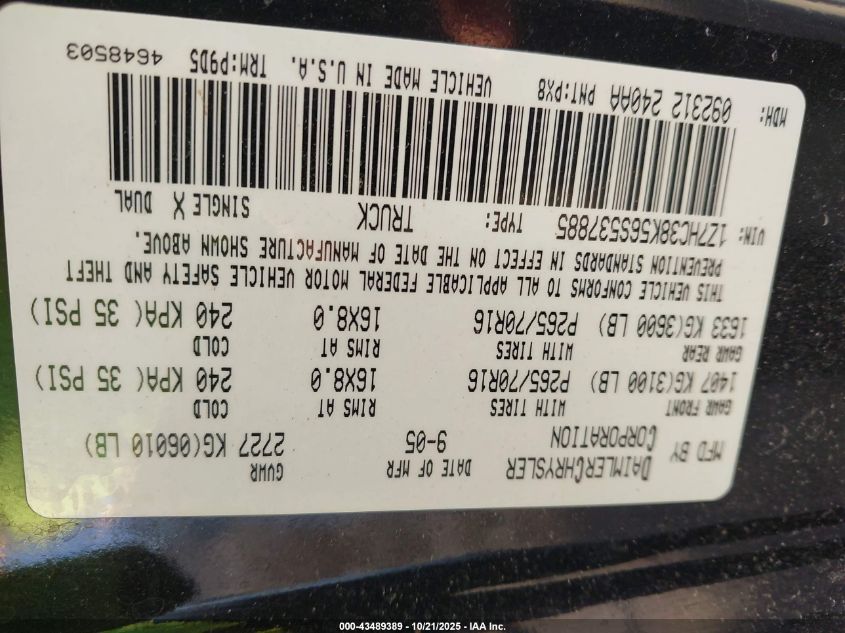 MFD BY DAIMLERCHRYSLER CORPORATION DATE OF MFR 9-05 GVWR 2727 KG(06010 LB)
GAWR FRONT WITH TIRES RIMS AT COLD
1407 KG(3100 LB) P265/70R16 16X8.0 240 KPA( 35 PSI)
GAWR REAR WITH TIRES RIMS AT COLD
1633 KG(3600 LB) P265/70R16 16X8.0 240 KPA( 35 PSI)
THIS VEHICLE CONFORMS TO ALL APPLICABLE FEDERAL MOTOR VEHICLE SAFETY AND THEFT
PREVENTION STANDARDS IN EFFECT ON THE DATE OF MANUFACTURE SHOWN ABOVE.
VIN: 1Z7HC38K56S537885 TYPE: TRUCK SINGLE X DUAL
MDH: 092312 240AA PNT:PX8 VEHICLE MADE IN U.S.A. TRM:P9D5 4648503
000-43489389 - 10/21/2025 - IAA Inc.